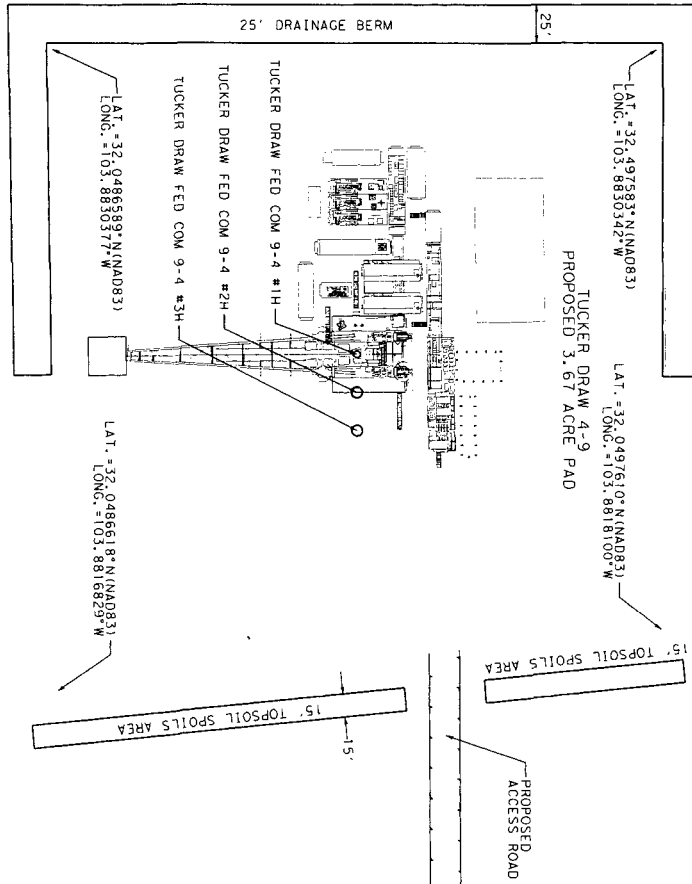 25' DRAINAGE BERM
25'
LAT. =32.0486589°N(NAD83)
LONG. =103.8830377°W
TUCKER DRAW FED COM 9-4 #3H
TUCKER DRAW FED COM 9-4 #2H
TUCKER DRAW FED COM 9-4 #1H
LAT. =32.497583°N(NAD83)
LONG. =103.8830342°W
TUCKER DRAW 4-9
PROPOSED 3.67 ACRE PAD
LAT. =32.0497610°N(NAD83)
LONG. =103.8818100°W
LAT. =32.0486618°N(NAD83)
LONG. =103.8816829°W
15' TOPSOIL SPOILS AREA
15' TOPSOIL SPOILS AREA
15'
PROPOSED
ACCESS ROAD